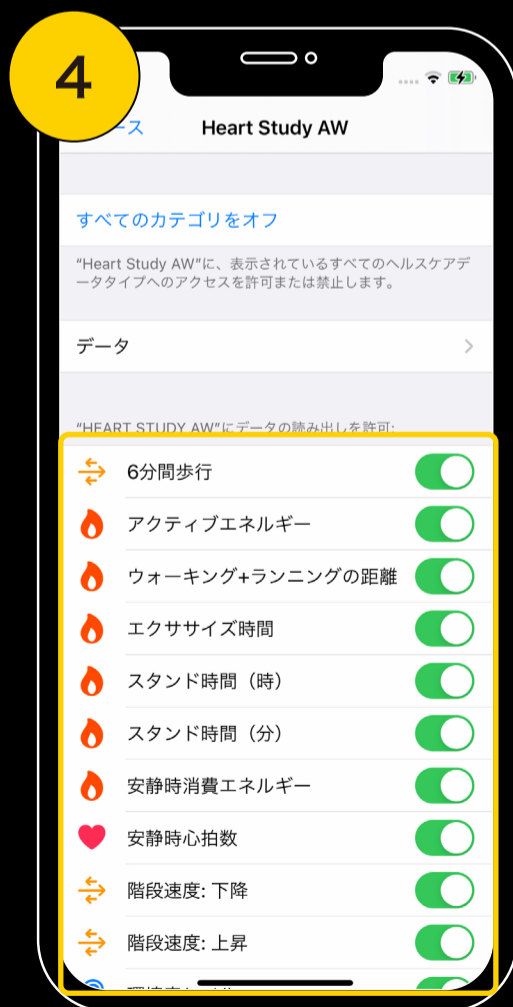 4
ース
Heart Study AW
すべてのカテゴリをオフ
“Heart Study AW”に、表示されているすべてのヘルスケアデ
ータタイプへのアクセスを許可または禁止します。
データ
“HEART STUDY AW”にデータの読み出しを許可:
6分間歩行
アクティブエネルギー
ウォーキング+ランニングの距離
エクササイズ時間
スタンド時間（時）
スタンド時間（分）
安静時消費エネルギー
安静時心拍数
階段速度: 下降
階段速度: 上昇